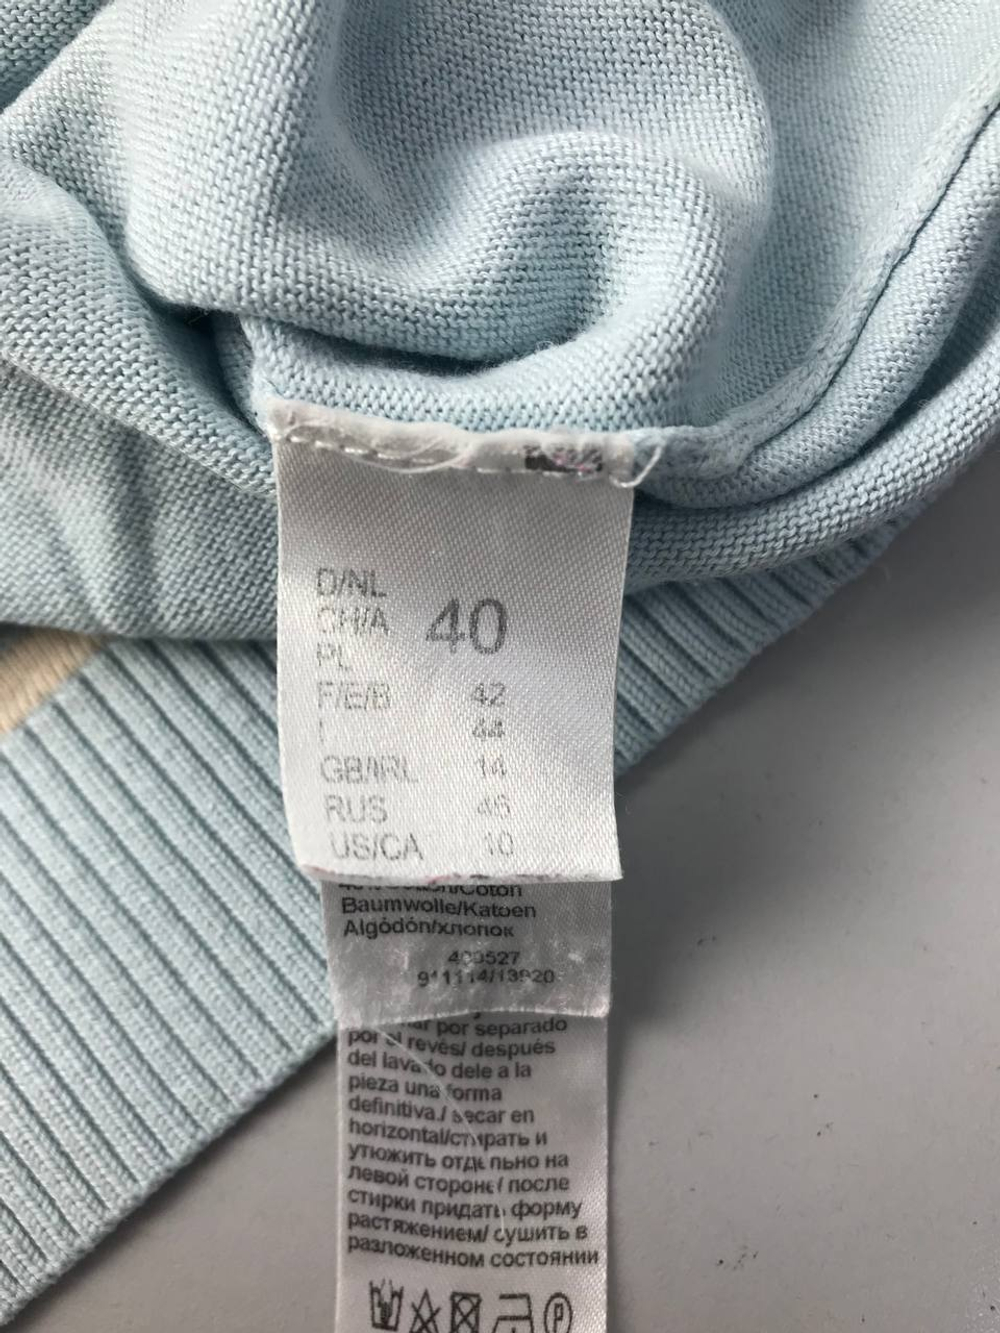 D/NL
CH/A 40
PL
F/E/B 42
I 44
GB/IRL 14
RUS 46
US/CA 10
Baumwolle/Katoen
Algodón/хлопок
por separado
por el revés/ después
del lavado dele a la
pieza una forma
definitiva./ secar en
horizontal/стирать и
утюжить отдельно на
левой стороне/ после
стирки придать форму
растяжением/ сушить в
разложенном состоянии